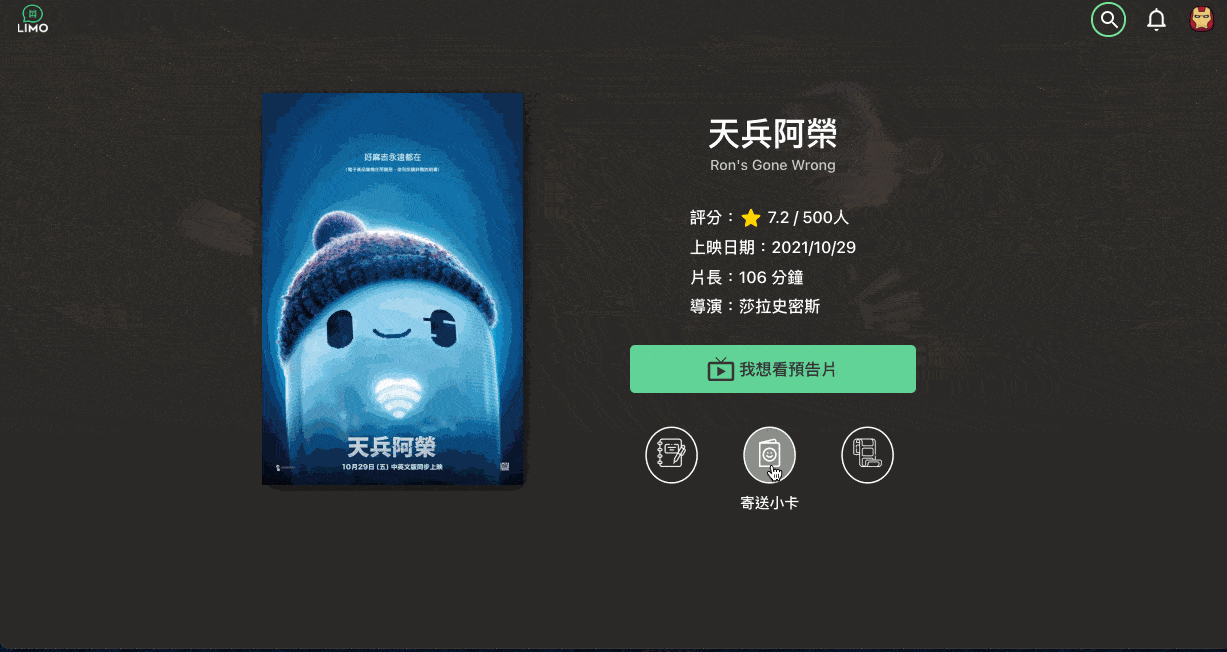 LIMO
好麻吉永遠都在
天兵阿榮
10月29日 (五) 中英文版同步上映
天兵阿榮
Ron's Gone Wrong
評分：7.2 / 500人
上映日期：2021/10/29
片長：106 分鐘
導演：莎拉史密斯
我想看預告片
寄送小卡